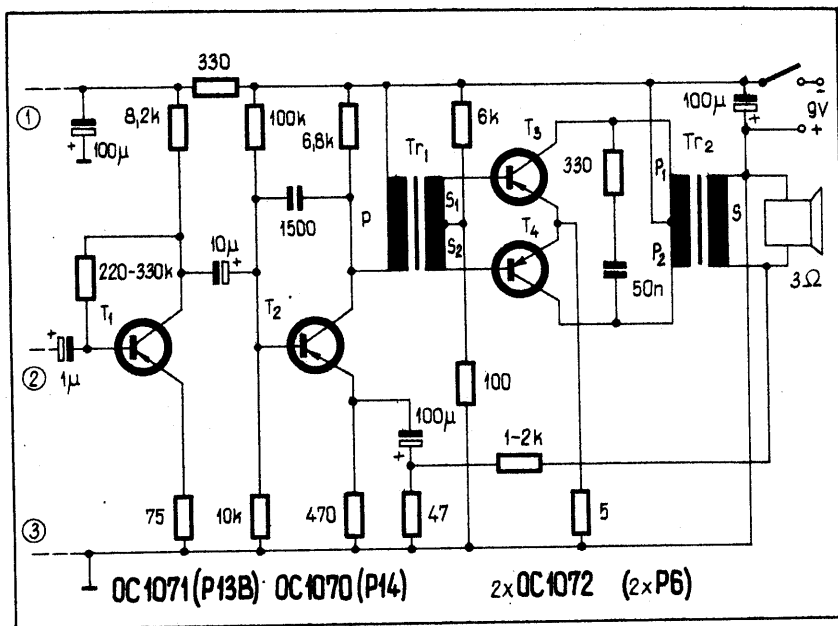 330
①
8,2k
100k
6,8k
6k
100µ
9V
-
+
+
100µ
+
Tr₁
T₃
330
P₁
Tr₂
P
S₁
S₂
1500
T₄
P₂
S
3Ω
50n
10µ
+
220-330k
T₁
T₂
②
+
1µ
100
100µ
+
1-2k
③
75
10k
470
47
5
OC1071(P13B) OC1070(P14) 2xOC1072 (2xP6)